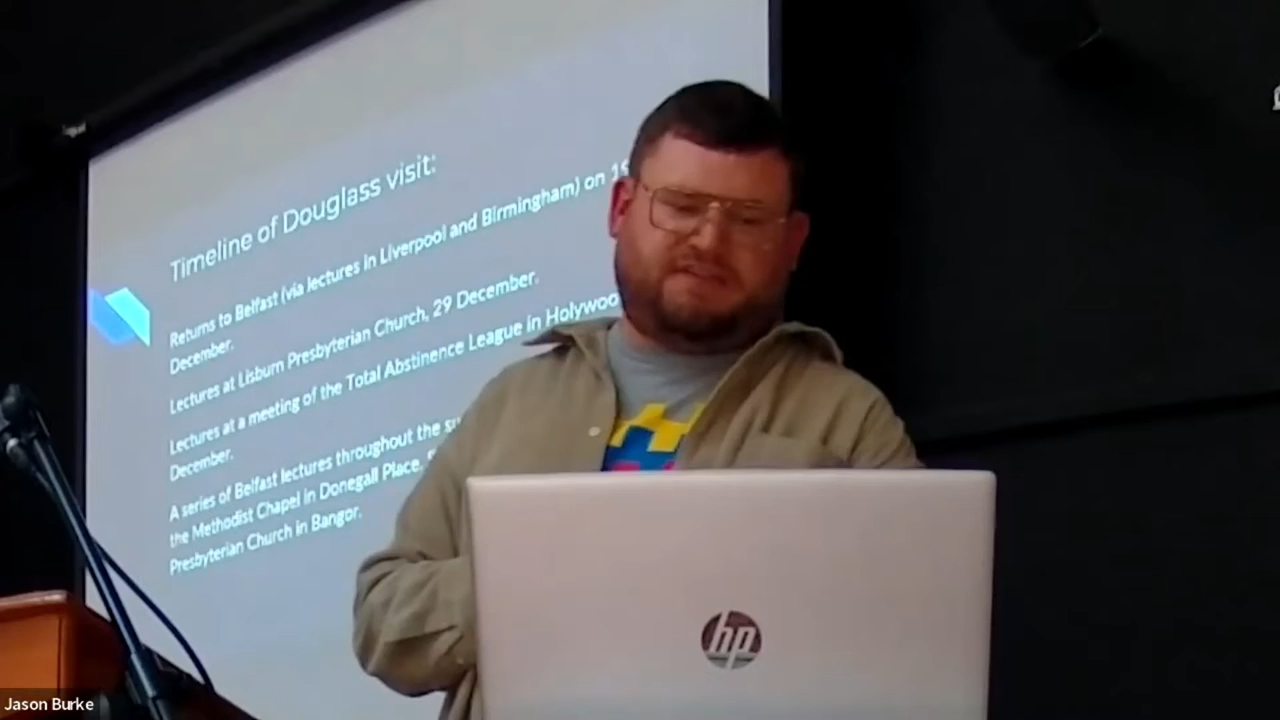 Timeline of Douglass visit:
Returns to Belfast (via lectures in Liverpool and Birmingham) on
December.
Lectures at Lisburn Presbyterian Church, 29 December.
Lectures at a meeting of the Total Abstinence League in
December.
A series of Belfast lectures throughout the
the Methodist Chapel in Donegall Place,
Presbyterian Church in Bangor.
hp
Jason Burke